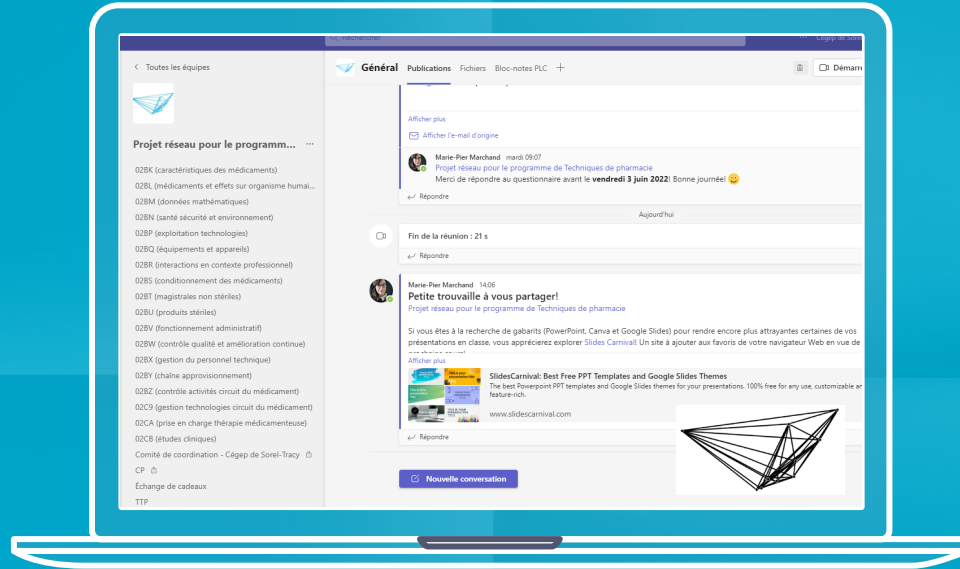 Rechercher
Cégep de Sorel
Toutes les équipes
Général Publications Fichiers Bloc-notes PLC
Démarre
Projet réseau pour le programm...
02BK (caractéristiques des médicaments)
02BL (médicaments et effets sur organisme humai...
02BM (données mathématiques)
02BN (santé sécurité et environnement)
02BP (exploitation technologies)
02BQ (équipements et appareils)
02BR (interactions en contexte professionnel)
02BS (conditionnement des médicaments)
02BT (magistrales non stériles)
02BU (produits stériles)
02BV (fonctionnement administratif)
02BW (contrôle qualité et amélioration continue)
02BX (gestion du personnel technique)
02BY (chaîne approvisionnement)
02BZ (contrôle activités circuit du médicament)
02C9 (gestion technologies circuit du médicament)
02CA (prise en charge thérapie médicamenteuse)
02CB (études cliniques)
Comité de coordination - Cégep de Sorel-Tracy
CP
Échange de cadeaux
TTP
Afficher plus
Afficher l'e-mail d'origine
Marie-Pier Marchand mardi 09:07
Projet réseau pour le programme de Techniques de pharmacie
Merci de répondre au questionnaire avant le vendredi 3 juin 2022! Bonne journée! 😀
Répondre
Aujourd'hui
Fin de la réunion : 21 s
Répondre
Marie-Pier Marchand 14:06
Petite trouvaille à vous partager!
Projet réseau pour le programme de Techniques de pharmacie
Si vous êtes à la recherche de gabarits (PowerPoint, Canva et Google Slides) pour rendre encore plus attrayantes certaines de vos
présentations en classe, vous apprécierez explorer Slides Carnival! Un site à ajouter aux favoris de votre navigateur Web en vue de
Afficher plus
SlidesCarnival: Best Free PPT Templates and Google Slides Themes
The best Powerpoint PPT templates and Google Slides themes for your presentations. 100% free for any use, customizable an
feature-rich.
www.slidescarnival.com
Répondre
Nouvelle conversation